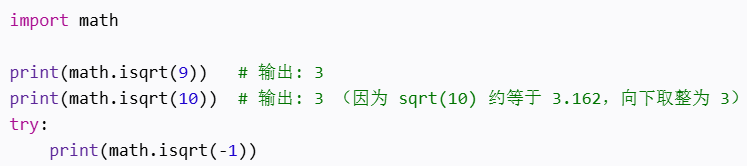 import math

print(math.isqrt(9))   # 输出: 3
print(math.isqrt(10))  # 输出: 3 （因为 sqrt(10) 约等于 3.162，向下取整为 3）
try:
    print(math.isqrt(-1))